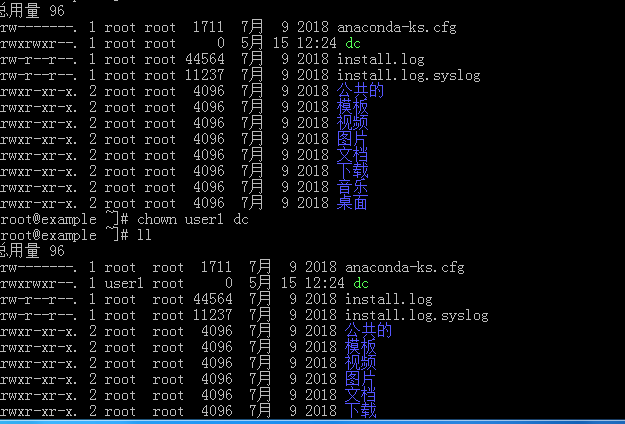 总用量 96
rw-------. 1 root root 1711 7月 9 2018 anaconda-ks.cfg
rwxrwxr--. 1 root root 0 5月 15 12:24 dc
rw-r--r--. 1 root root 44564 7月 9 2018 install.log
rw-r--r--. 1 root root 11237 7月 9 2018 install.log.syslog
rwxr-xr-x. 2 root root 4096 7月 9 2018 公共的
rwxr-xr-x. 2 root root 4096 7月 9 2018 模板
rwxr-xr-x. 2 root root 4096 7月 9 2018 视频
rwxr-xr-x. 2 root root 4096 7月 9 2018 图片
rwxr-xr-x. 2 root root 4096 7月 9 2018 文档
rwxr-xr-x. 2 root root 4096 7月 9 2018 下载
rwxr-xr-x. 2 root root 4096 7月 9 2018 音乐
rwxr-xr-x. 2 root root 4096 7月 9 2018 桌面
root@example ~]# chown user1 dc
root@example ~]# ll
总用量 96
rw-------. 1 root root 1711 7月 9 2018 anaconda-ks.cfg
rwxrwxr--. 1 user1 root 0 5月 15 12:24 dc
rw-r--r--. 1 root root 44564 7月 9 2018 install.log
rw-r--r--. 1 root root 11237 7月 9 2018 install.log.syslog
rwxr-xr-x. 2 root root 4096 7月 9 2018 公共的
rwxr-xr-x. 2 root root 4096 7月 9 2018 模板
rwxr-xr-x. 2 root root 4096 7月 9 2018 视频
rwxr-xr-x. 2 root root 4096 7月 9 2018 图片
rwxr-xr-x. 2 root root 4096 7月 9 2018 文档
rwxr-xr-x. 2 root root 4096 7月 9 2018 下载